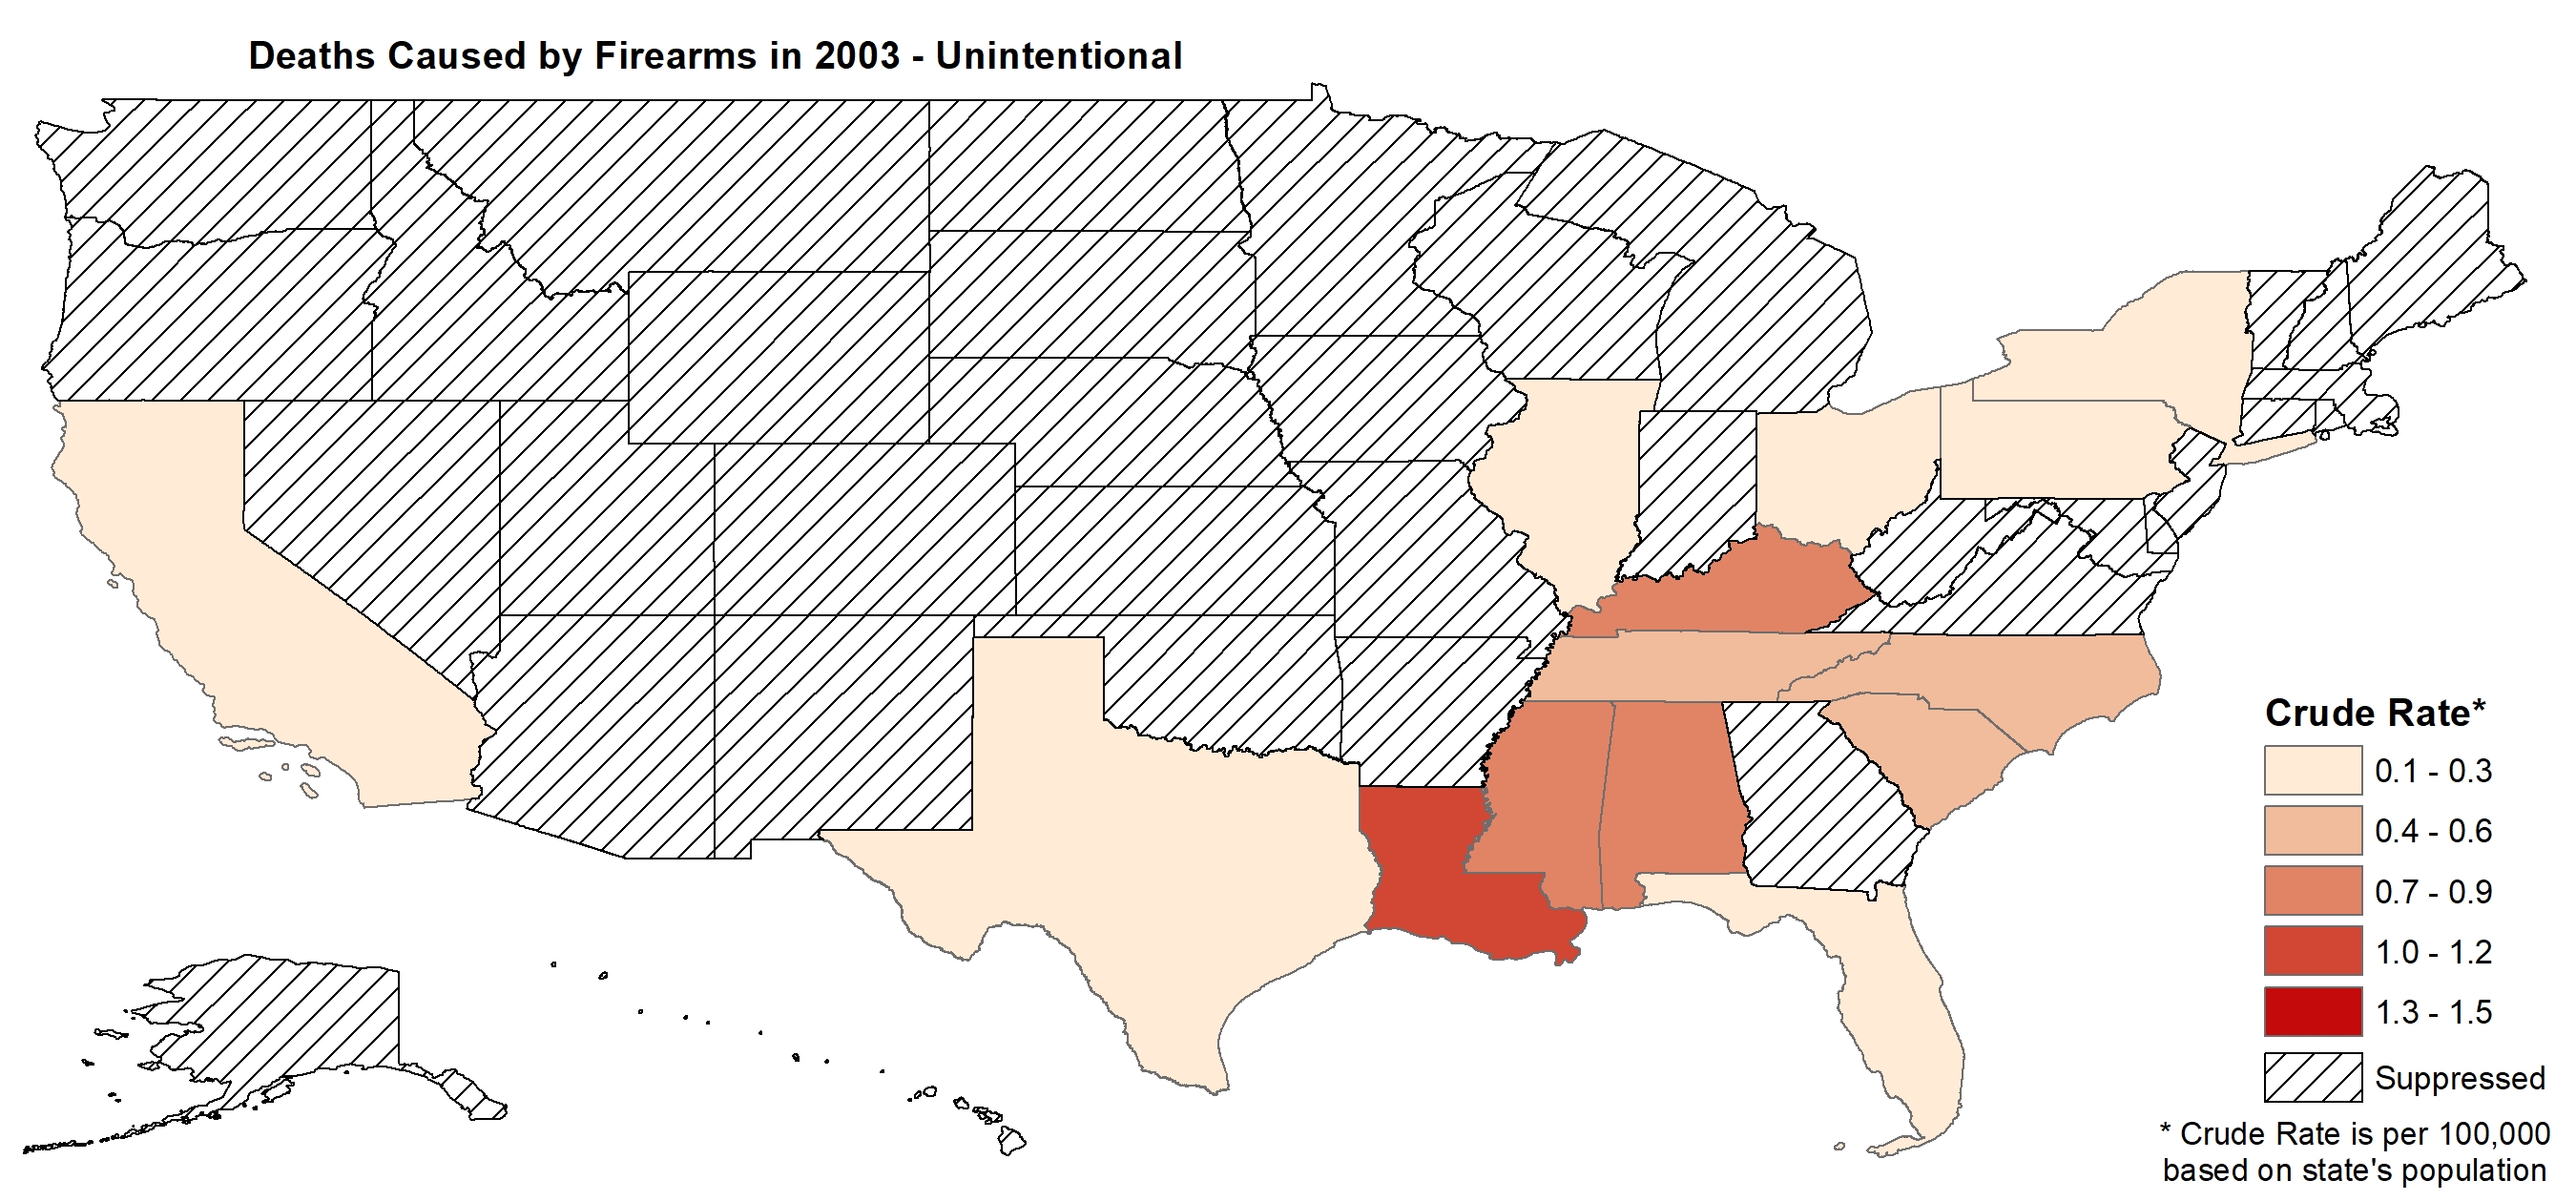 Deaths Caused by Firearms in 2003 - Unintentional
Crude Rate*
0.1 - 0.3
0.4 - 0.6
0.7 - 0.9
1.0 - 1.2
1.3 - 1.5
Suppressed
* Crude Rate is per 100,000
based on state's population